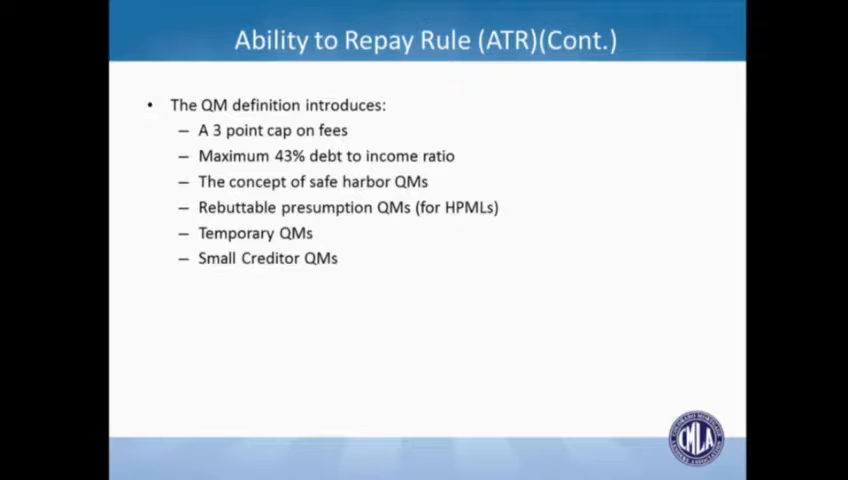 Ability to Repay Rule (ATR)(Cont.)
• The QM definition introduces:
– A 3 point cap on fees
– Maximum 43% debt to income ratio
– The concept of safe harbor QMs
– Rebuttable presumption QMs (for HPMLs)
– Temporary QMs
– Small Creditor QMs
CMLA